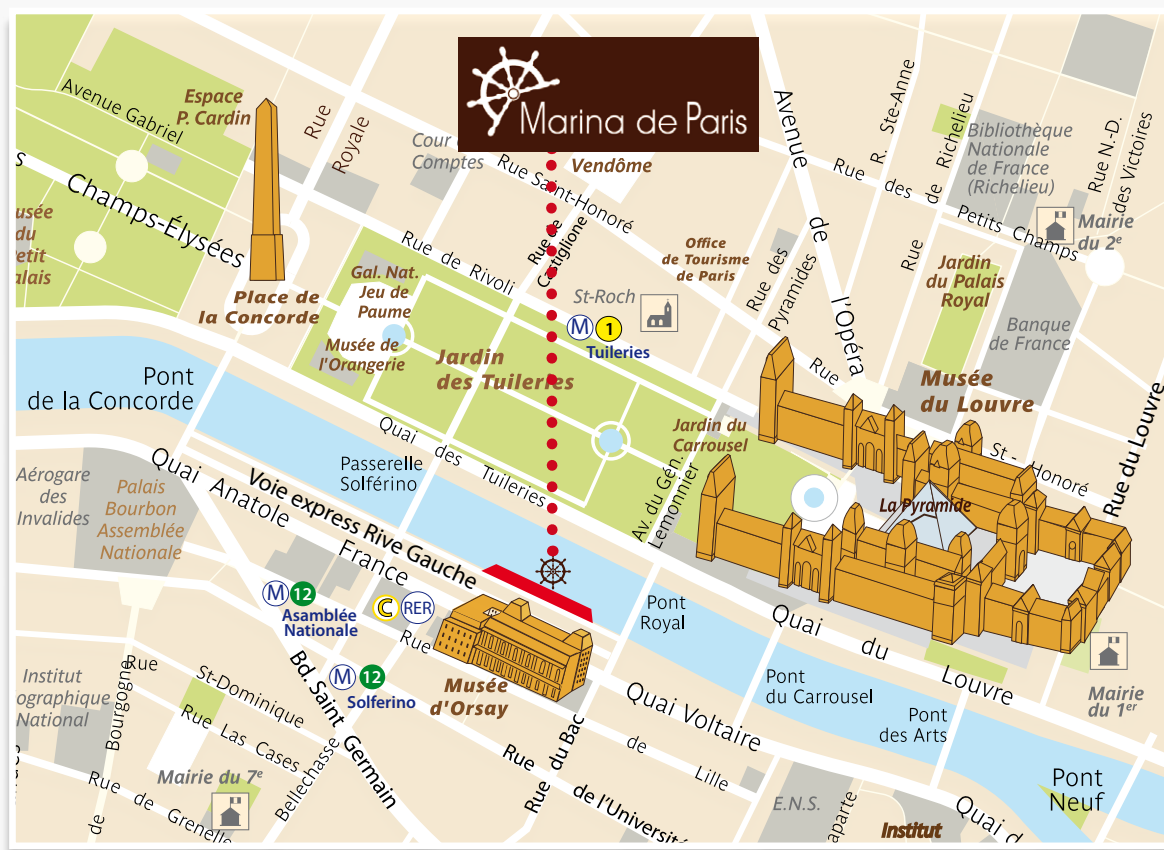 Marina de Paris
Espace
P. Cardin
Avenue Gabriel
Rue
Royale
Cour
Comptes
Vendôme
Rue Saint-Honoré
Avenue de l'Opéra
R. Ste-Anne
Rue des Petits Champs
Rue de Richelieu
Bibliothèque
Nationale
de France
(Richelieu)
Rue N.-D.
des Victoires
Mairie
du 2e
s
Champs-Élysées
usée
du
etit
alais
Place de
la Concorde
Gal. Nat.
Jeu de
Paume
Musée de
l'Orangerie
Rue de Rivoli
Rue de
Castiglione
Office
de Tourisme
de Paris
Rue des
Pyramides
St-Roch
M 1
Tuileries
Jardin
des Tuileries
Jardin
du Palais
Royal
Banque
de France
Musée
du Louvre
Rue St-Honoré
Rue du Louvre
La Pyramide
Jardin du
Carrousel
Av. du Gén.
Lemonnier
Pont
de la Concorde
Quai des Tuileries
Passerelle
Solférino
Aérogare
des
Invalides
Palais
Bourbon
Assemblée
Nationale
Quai Anatole France
Voie express Rive Gauche
M 12
Asamblée
Nationale
C RER
M 12
Solferino
Musée
d'Orsay
Pont
Royal
Quai du Louvre
Pont
du Carrousel
Pont
des Arts
Mairie
du 1er
Pont
Neuf
Quai Voltaire
Quai d
Institut
ographique
National
Rue
St-Dominique
Bourgogne
de
Rue Las Cases
Bd. Saint Germain
Bellechasse
Mairie du 7e
Rue de Grenelle
Rue du Bac
Rue de Lille
Rue de l'Université
E.N.S.
aparte
Institut